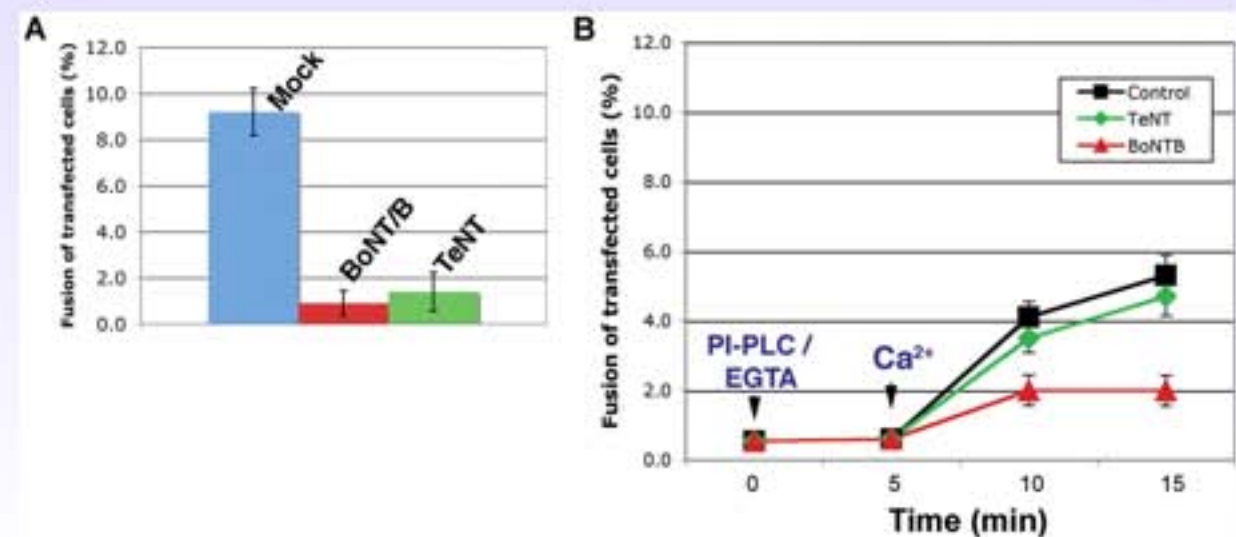 A
Fusion of transfected cells (%)
12.0
10.0
8.0
6.0
4.0
2.0
0.0
Mock
BoNT/B
TeNT
B
Fusion of transfected cells (%)
12.0
10.0
8.0
6.0
4.0
2.0
0.0
Control
TeNT
BoNTB
PI-PLC /
EGTA
Ca²⁺
0 5 10 15
Time (min)